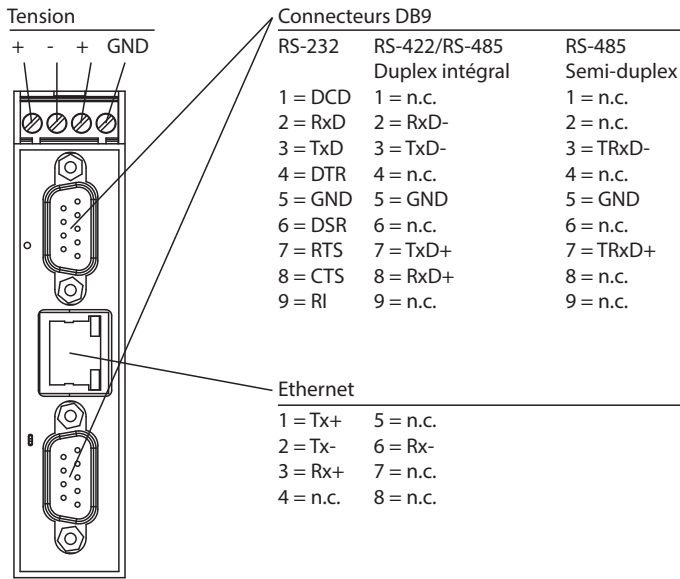 Tension
+ - + GND
Connecteurs DB9
RS-232 RS-422/RS-485 RS-485
Duplex intégral Semi-duplex
1 = DCD 1 = n.c. 1 = n.c.
2 = RxD 2 = RxD- 2 = n.c.
3 = TxD 3 = TxD- 3 = TRxD-
4 = DTR 4 = n.c. 4 = n.c.
5 = GND 5 = GND 5 = GND
6 = DSR 6 = n.c. 6 = n.c.
7 = RTS 7 = TxD+ 7 = TRxD+
8 = CTS 8 = RxD+ 8 = n.c.
9 = RI 9 = n.c. 9 = n.c.
Ethernet
1 = Tx+ 5 = n.c.
2 = Tx- 6 = Rx-
3 = Rx+ 7 = n.c.
4 = n.c. 8 = n.c.